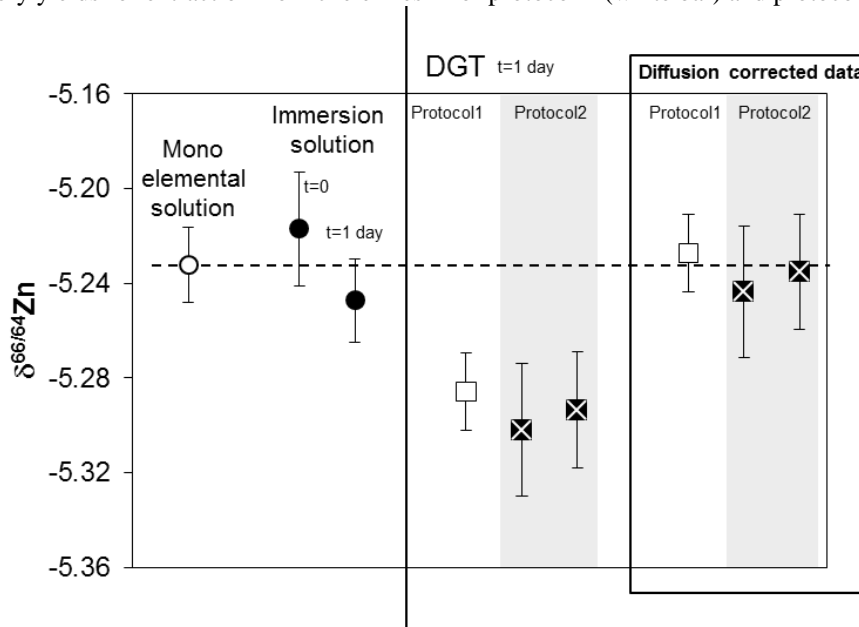 DGT t=1 day
Diffusion corrected data
-5.16
-5.20
-5.24
-5.28
-5.32
-5.36
δ66/64Zn
Mono
elemental
solution
Immersion
solution
t=0
t=1 day
Protocol1
Protocol2
Protocol1
Protocol2